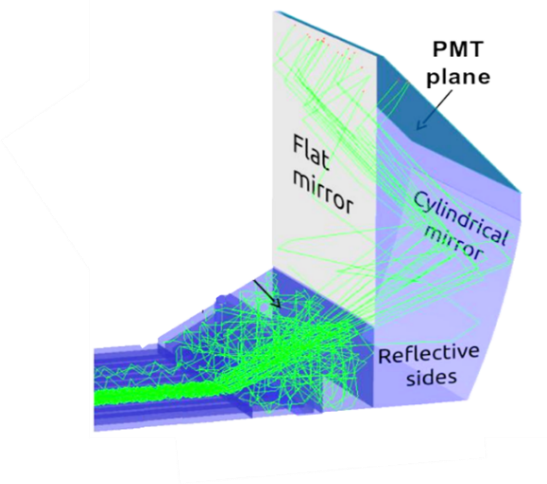 PMT
plane
Flat
mirror
Cylindrical
mirror
Reflective
sides